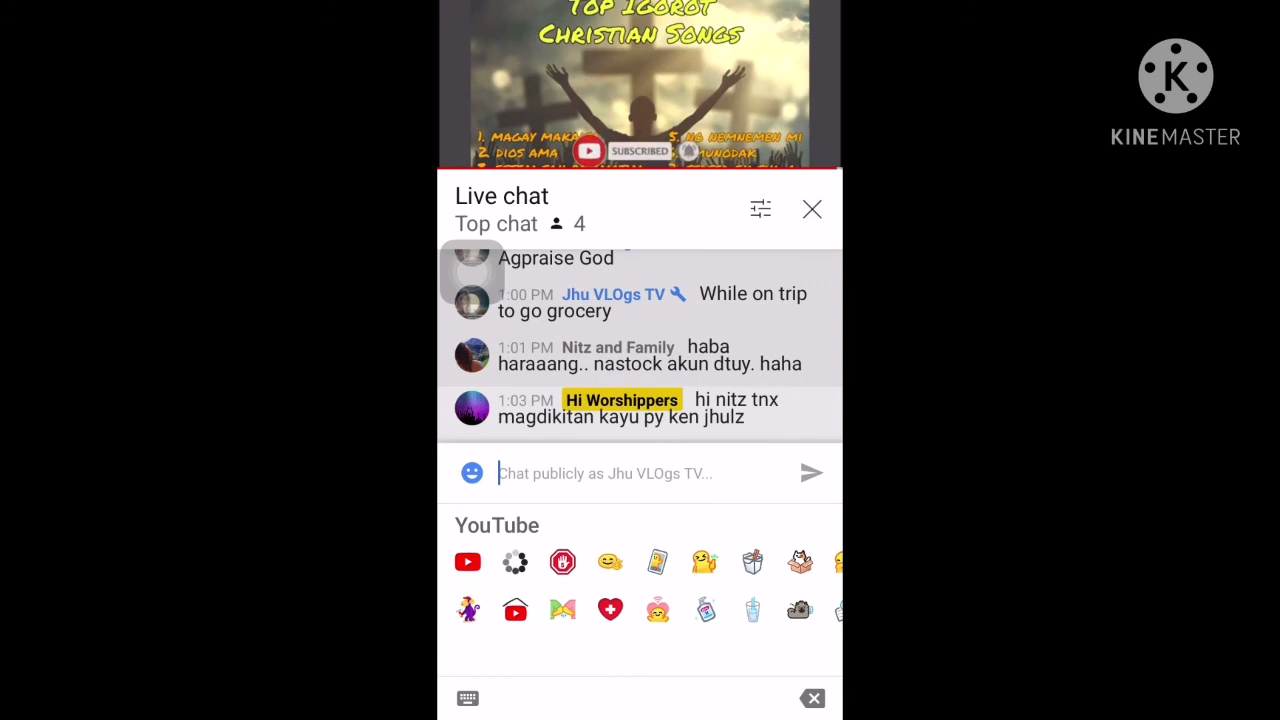 TOP IGOROT
CHRISTIAN SONGS
1. MAGAY
5. NO NEMNEMEN MI
2. DIOS AMA
SUBSCRIBED
K
KINEMASTER
Live chat
Top chat 4
Agpraise God
1:00 PM Jhu VLOgs TV While on trip
to go grocery
1:01 PM Nitz and Family haba
haraaang.. nastock akun dtuy. haha
1:03 PM Hi Worshippers hi nitz tnx
magdikitan kayu py ken jhulz
Chat publicly as Jhu VLOgs TV...
YouTube